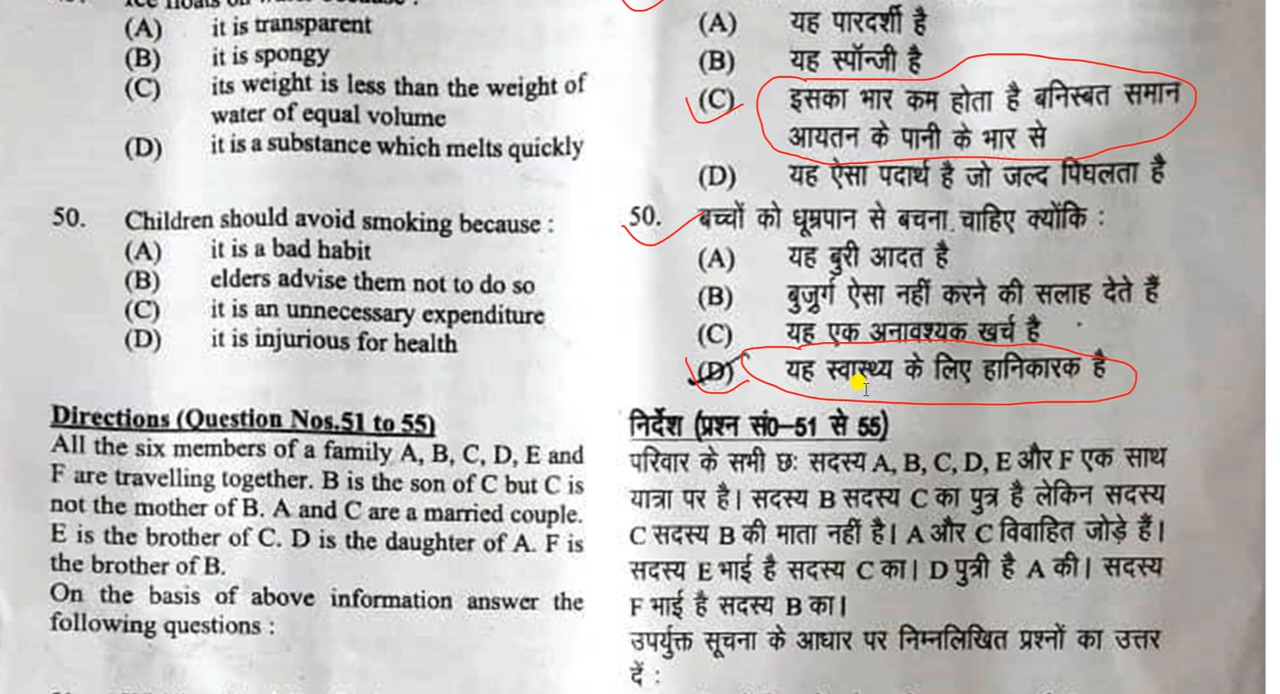 (A) it is transparent
(B) it is spongy
(C) its weight is less than the weight of
water of equal volume
(D) it is a substance which melts quickly
50. Children should avoid smoking because :
(A) it is a bad habit
(B) elders advise them not to do so
(C) it is an unnecessary expenditure
(D) it is injurious for health
Directions (Question Nos.51 to 55)
All the six members of a family A, B, C, D, E and
F are travelling together. B is the son of C but C is
not the mother of B. A and C are a married couple.
E is the brother of C. D is the daughter of A. F is
the brother of B.
On the basis of above information answer the
following questions :
(A) यह पारदर्शी है
(B) यह स्पॉन्जी है
(C) इसका भार कम होता है बनिस्बत समान
आयतन के पानी के भार से
(D) यह ऐसा पदार्थ है जो जल्द पिघलता है
50. बच्चों को धूम्रपान से बचना चाहिए क्योंकि :
(A) यह बुरी आदत है
(B) बुजुर्ग ऐसा नहीं करने की सलाह देते हैं
(C) यह एक अनावश्यक खर्च है
(D) यह स्वास्थ्य के लिए हानिकारक है
निर्देश (प्रश्न सं0–51 से 55)
परिवार के सभी छः सदस्य A, B, C, D, E और F एक साथ
यात्रा पर है। सदस्य B सदस्य C का पुत्र है लेकिन सदस्य
C सदस्य B की माता नहीं है। A और C विवाहित जोड़े हैं।
सदस्य E भाई है सदस्य C का। D पुत्री है A की। सदस्य
F भाई है सदस्य B का।
उपर्युक्त सूचना के आधार पर निम्नलिखित प्रश्नों का उत्तर
दें :